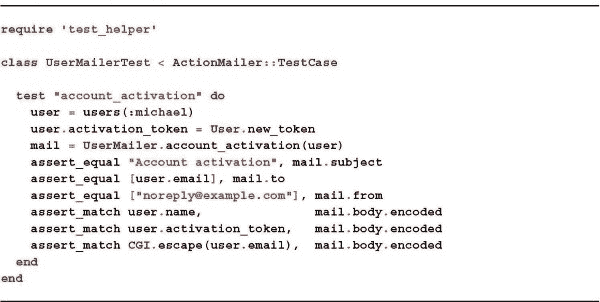 require 'test_helper'
class UserMailerTest < ActionMailer::TestCase
test "account_activation" do
user = users(:michael)
user.activation_token = User.new_token
mail = UserMailer.account_activation(user)
assert_equal "Account activation", mail.subject
assert_equal [user.email], mail.to
assert_equal ["noreply@example.com"], mail.from
assert_match user.name, mail.body.encoded
assert_match user.activation_token, mail.body.encoded
assert_match CGI.escape(user.email), mail.body.encoded
end
end